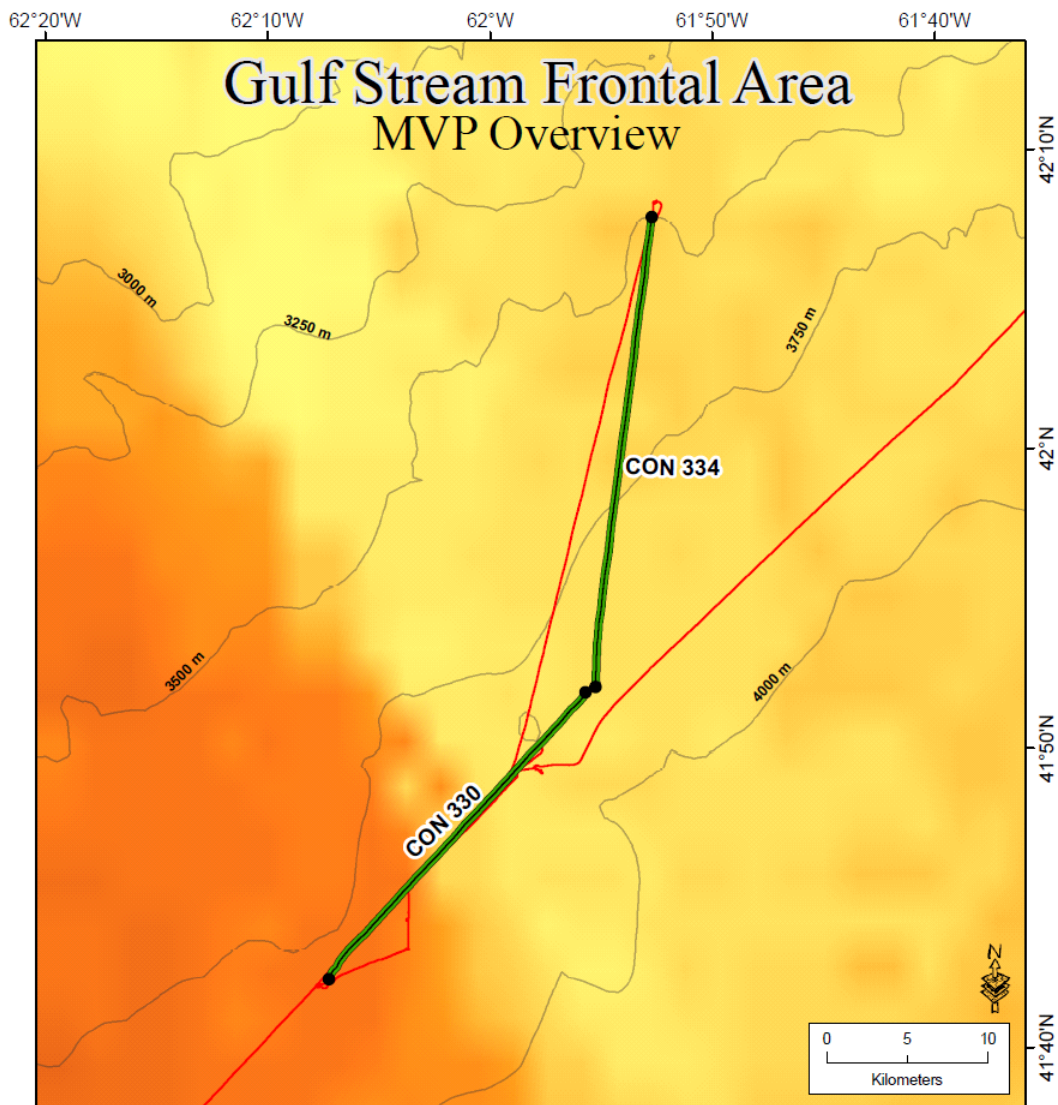 62°20'W 62°10'W 62°W 61°50'W 61°40'W
Gulf Stream Frontal Area
MVP Overview
42°10'N
3000 m
3250 m
3750 m
42°N
CON 334
3500 m
4000 m
41°50'N
CON 330
N
41°40'N
0 5 10
Kilometers